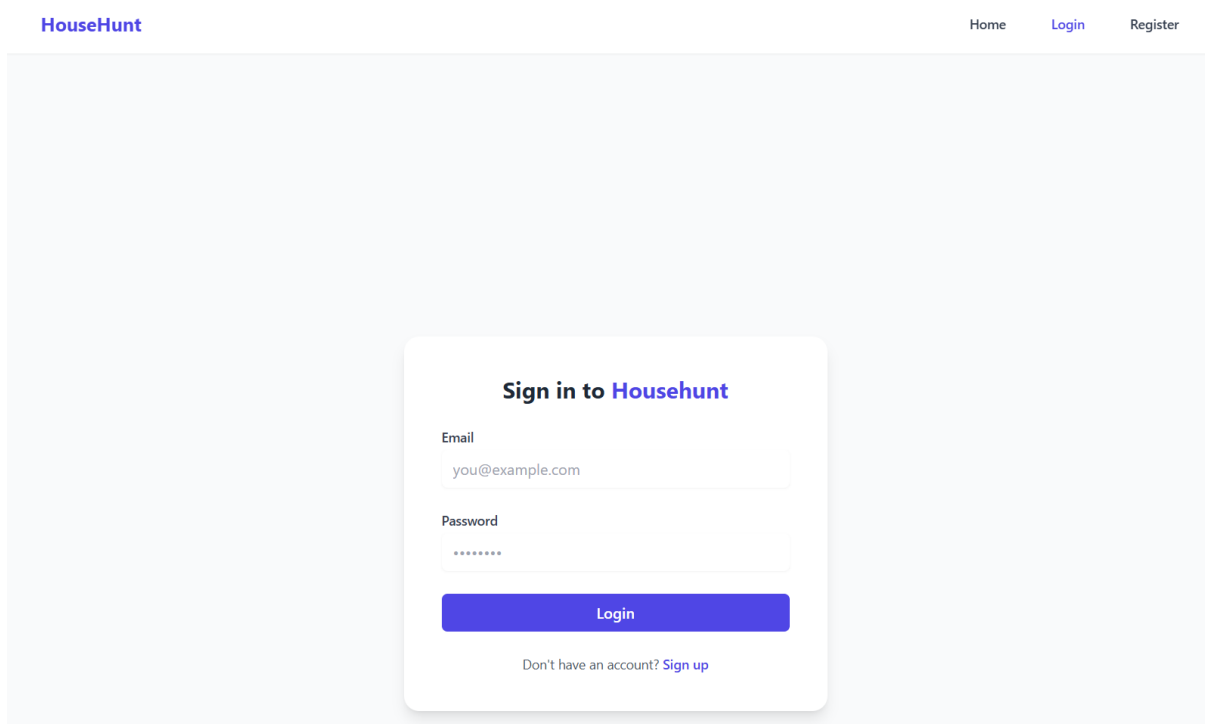 HouseHunt Home Login Register
Sign in to Househunt
Email
you@example.com
Password
••••••••
Login
Don't have an account? Sign up